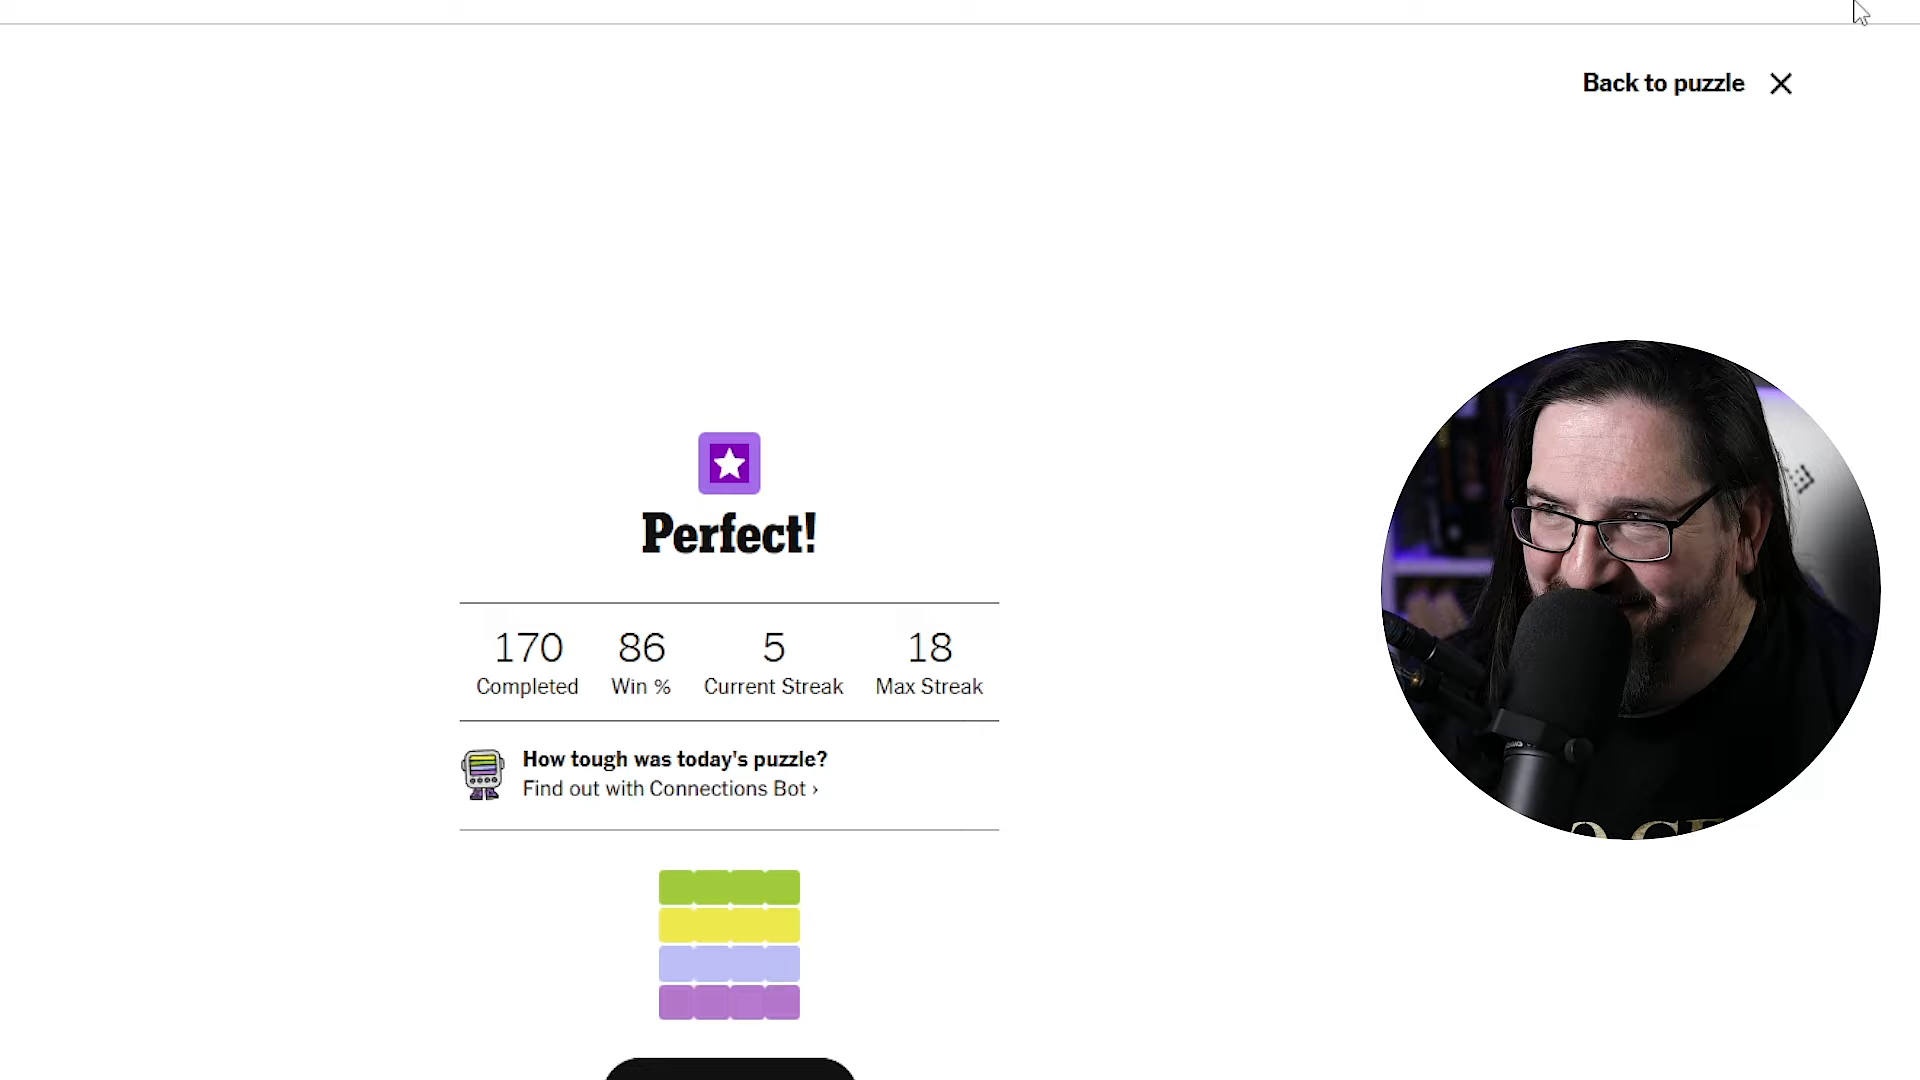 Back to puzzle
Perfect!
170 86 5 18
Completed Win % Current Streak Max Streak
How tough was today's puzzle?
Find out with Connections Bot ›